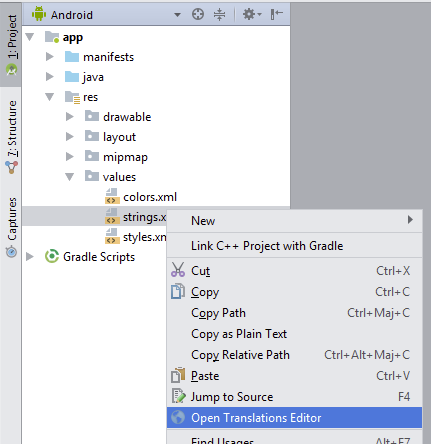 Android
1: Project
app
manifests
java
res
drawable
layout
mipmap
values
colors.xml
strings.x
styles.xm
Gradle Scripts
7: Structure
Captures
New
Link C++ Project with Gradle
Cut Ctrl+X
Copy Ctrl+C
Copy Path Ctrl+Maj+C
Copy as Plain Text
Copy Relative Path Ctrl+Alt+Maj+C
Paste Ctrl+V
Jump to Source F4
Open Translations Editor
Find Usages Alt+F7